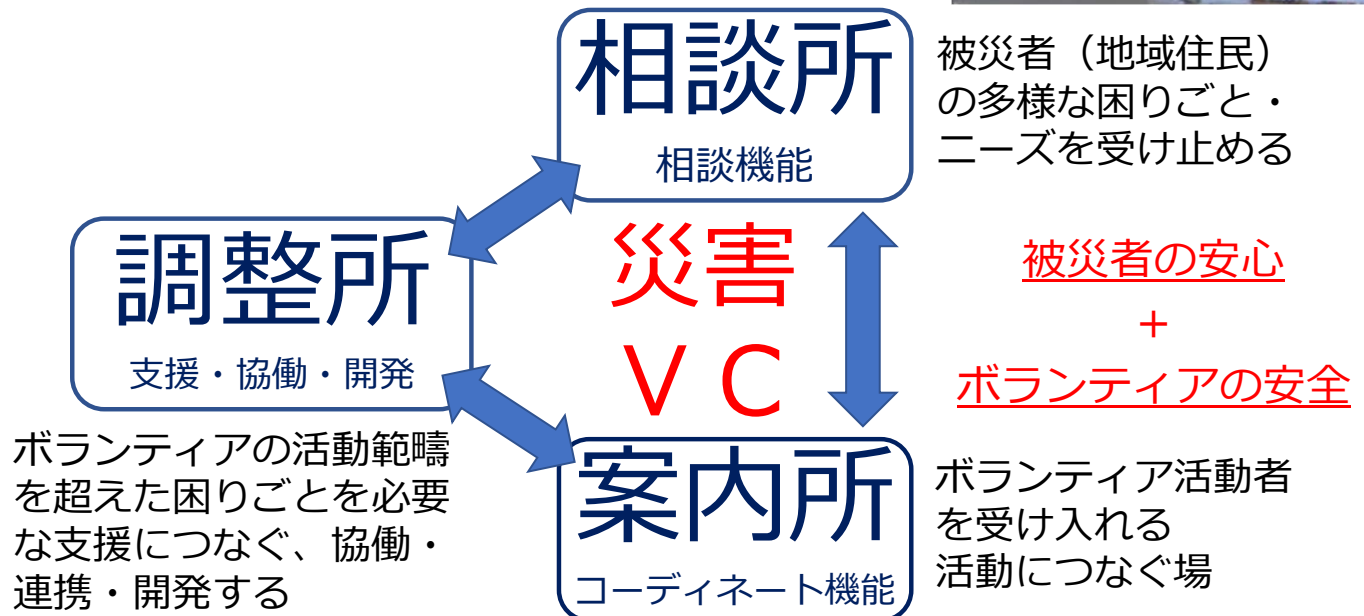 相談所
相談機能
被災者（地域住民）
の多様な困りごと・
ニーズを受け止める
調整所
支援・協働・開発
ボランティアの活動範疇
を超えた困りごとを必要
な支援につなぐ、協働・
連携・開発する
災害
ＶＣ
被災者の安心
＋
ボランティアの安全
案内所
コーディネート機能
ボランティア活動者
を受け入れる
活動につなぐ場